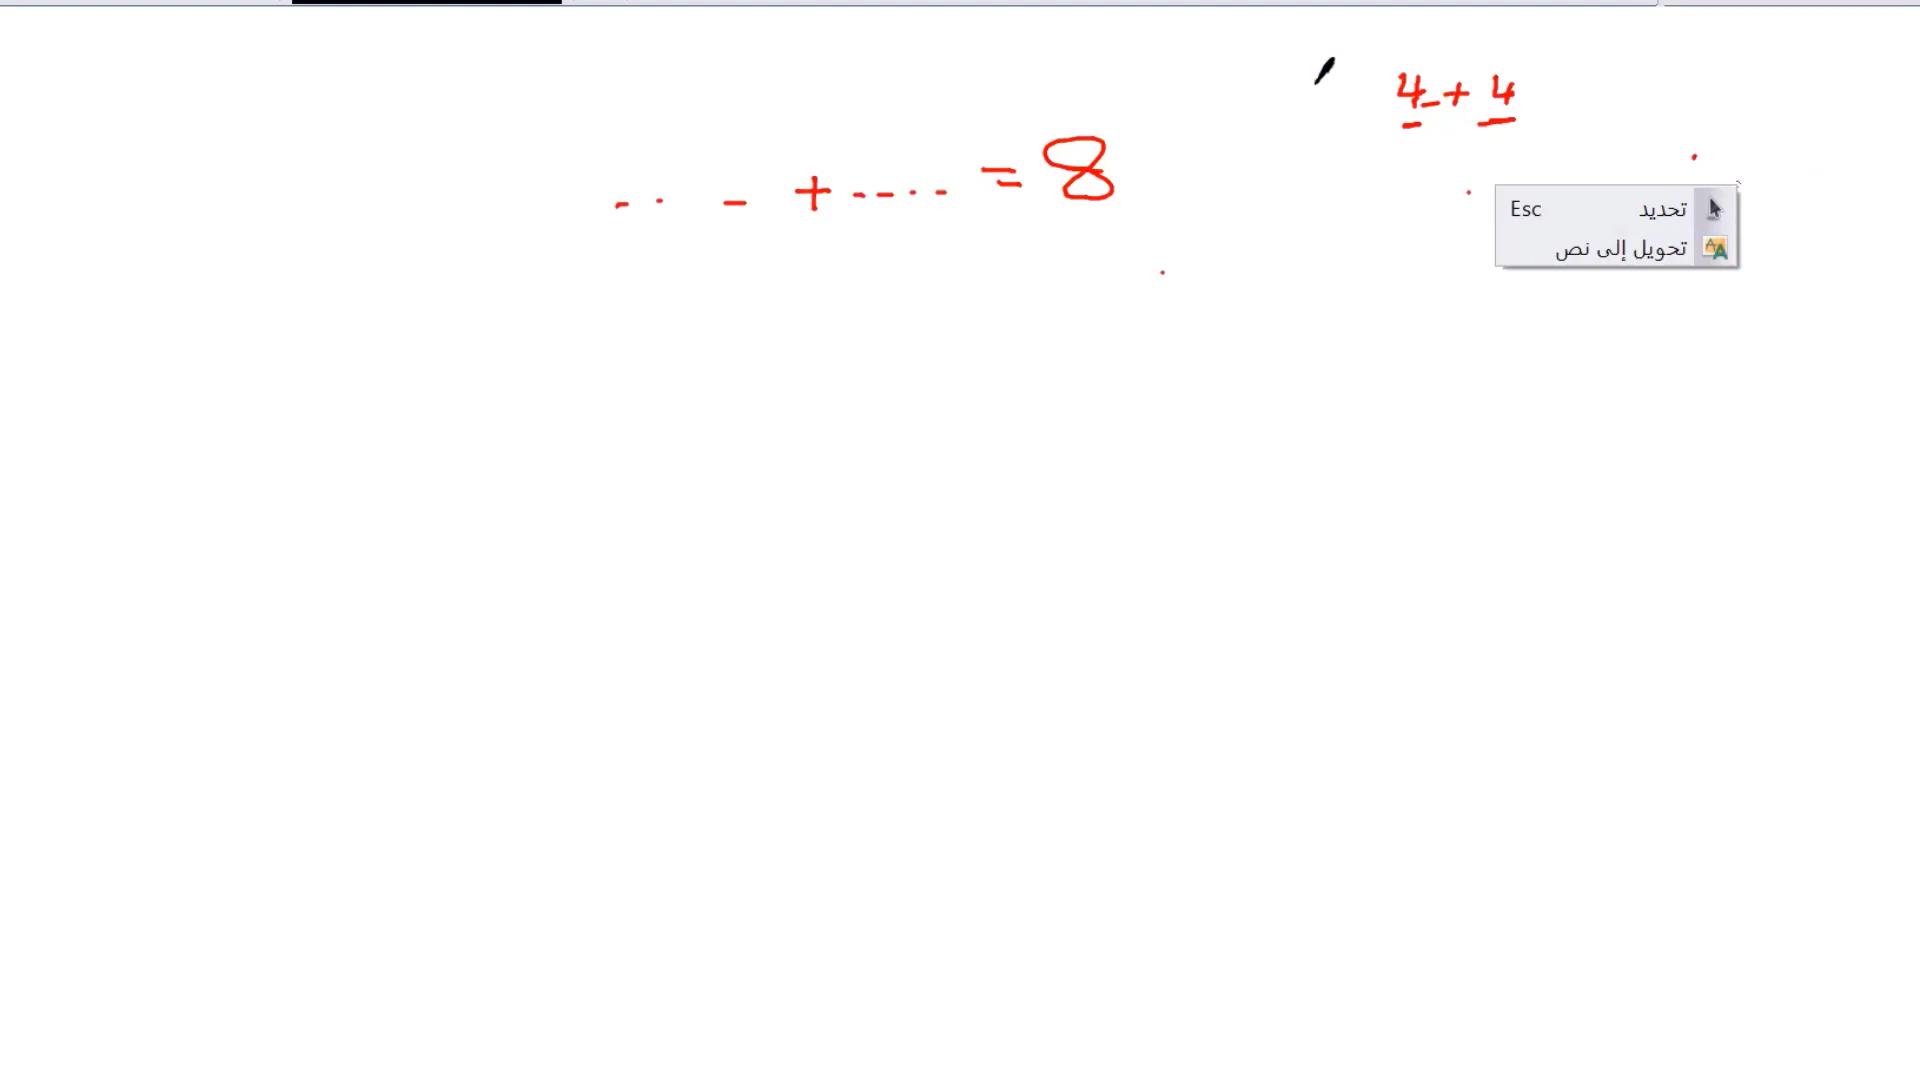 4 + 4
.. _ + ---- = 8
تحديد Esc
تحويل إلى نص